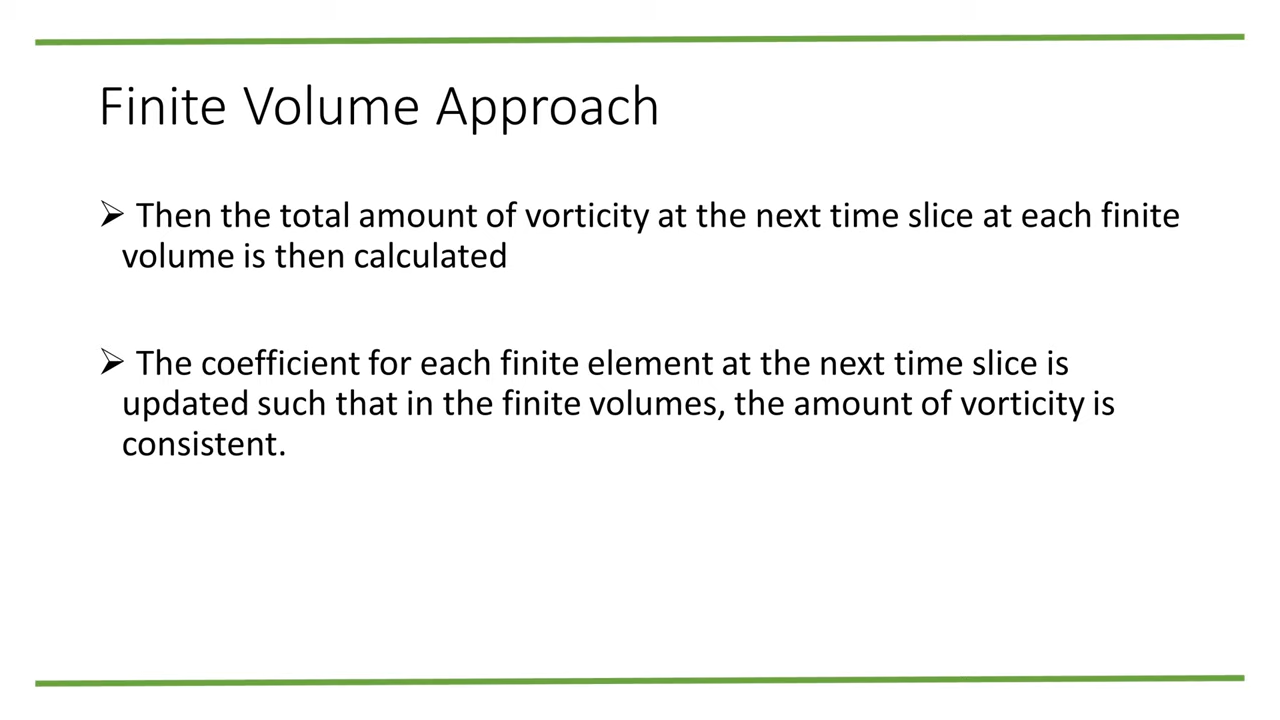 Finite Volume Approach
➢ Then the total amount of vorticity at the next time slice at each finite
volume is then calculated
➢ The coefficient for each finite element at the next time slice is
updated such that in the finite volumes, the amount of vorticity is
consistent.